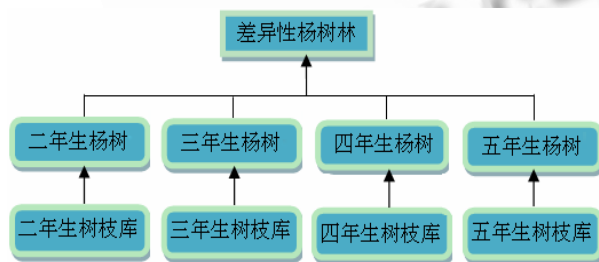 差异性杨树林
二年生杨树
三年生杨树
四年生杨树
五年生杨树
二年生树枝库
三年生树枝库
四年生树枝库
五年生树枝库